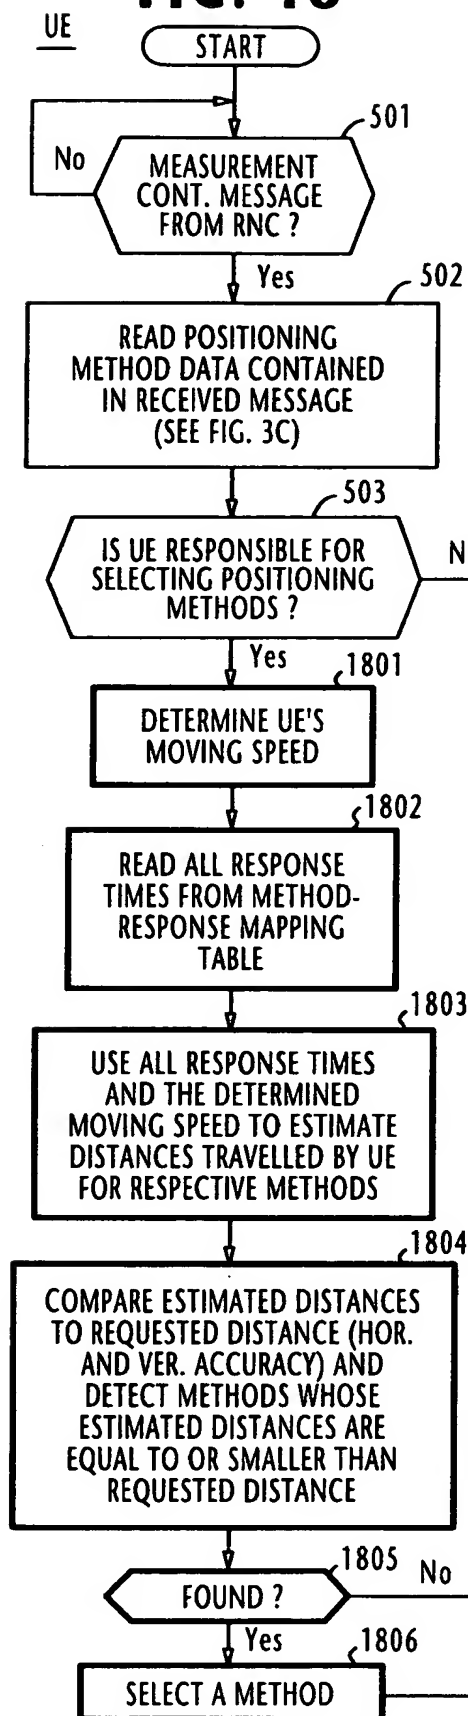 UE
START
501
No
MEASUREMENT
CONT. MESSAGE
FROM RNC ?
Yes
502
READ POSITIONING
METHOD DATA CONTAINED
IN RECEIVED MESSAGE
(SEE FIG. 3C)
503
IS UE RESPONSIBLE FOR
SELECTING POSITIONING
METHODS ?
Yes
1801
DETERMINE UE'S
MOVING SPEED
1802
READ ALL RESPONSE
TIMES FROM METHOD-
RESPONSE MAPPING
TABLE
1803
USE ALL RESPONSE TIMES
AND THE DETERMINED
MOVING SPEED TO ESTIMATE
DISTANCES TRAVELLED BY UE
FOR RESPECTIVE METHODS
1804
COMPARE ESTIMATED DISTANCES
TO REQUESTED DISTANCE (HOR.
AND VER. ACCURACY) AND
DETECT METHODS WHOSE
ESTIMATED DISTANCES ARE
EQUAL TO OR SMALLER THAN
REQUESTED DISTANCE
1805
FOUND ?
No
Yes
1806
SELECT A METHOD